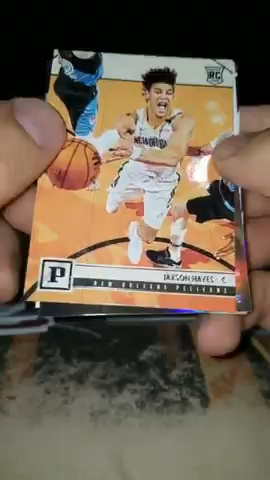 RC
NEW ORLEANS
P
JAXSON HAYES - C
NEW ORLEANS PELICANS